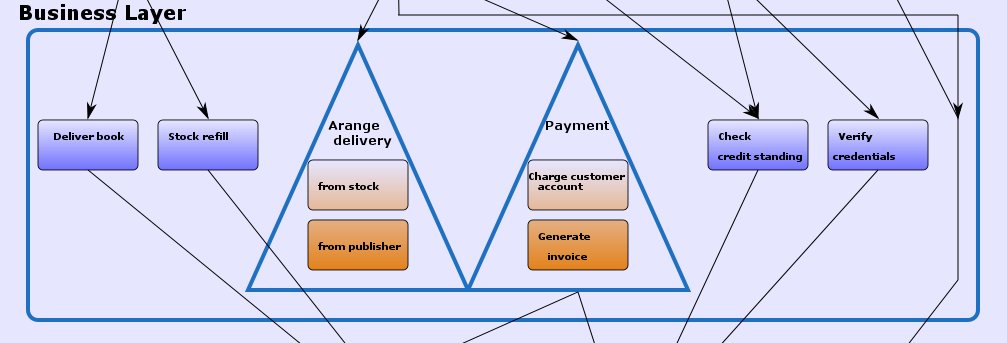 Business Layer
Deliver book
Stock refill
Arange
delivery
from stock
from publisher
Payment
Charge customer
account
Generate
invoice
Check
credit standing
Verify
credentials